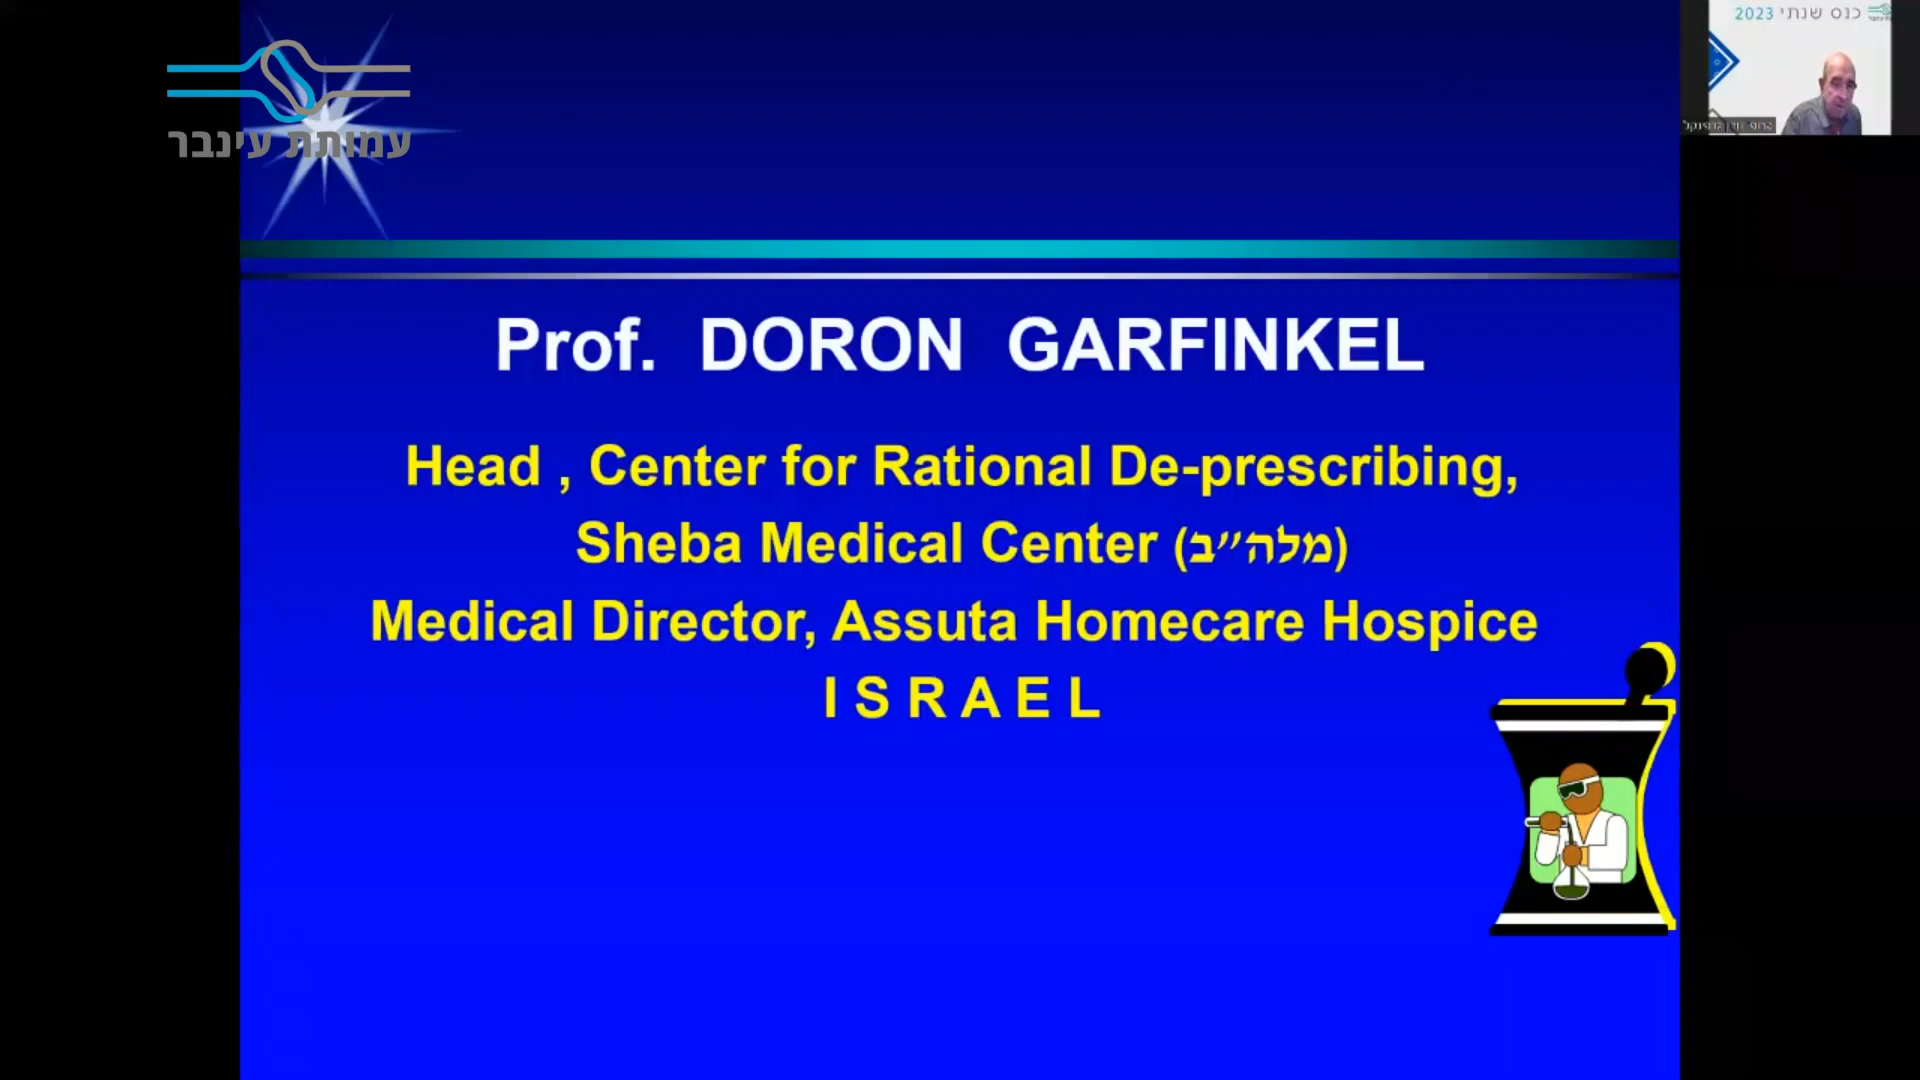 עמותת עינבר
כנס שנתי 2023
Prof. DORON GARFINKEL
Head , Center for Rational De-prescribing,
Sheba Medical Center (מלה״ב)
Medical Director, Assuta Homecare Hospice
I S R A E L